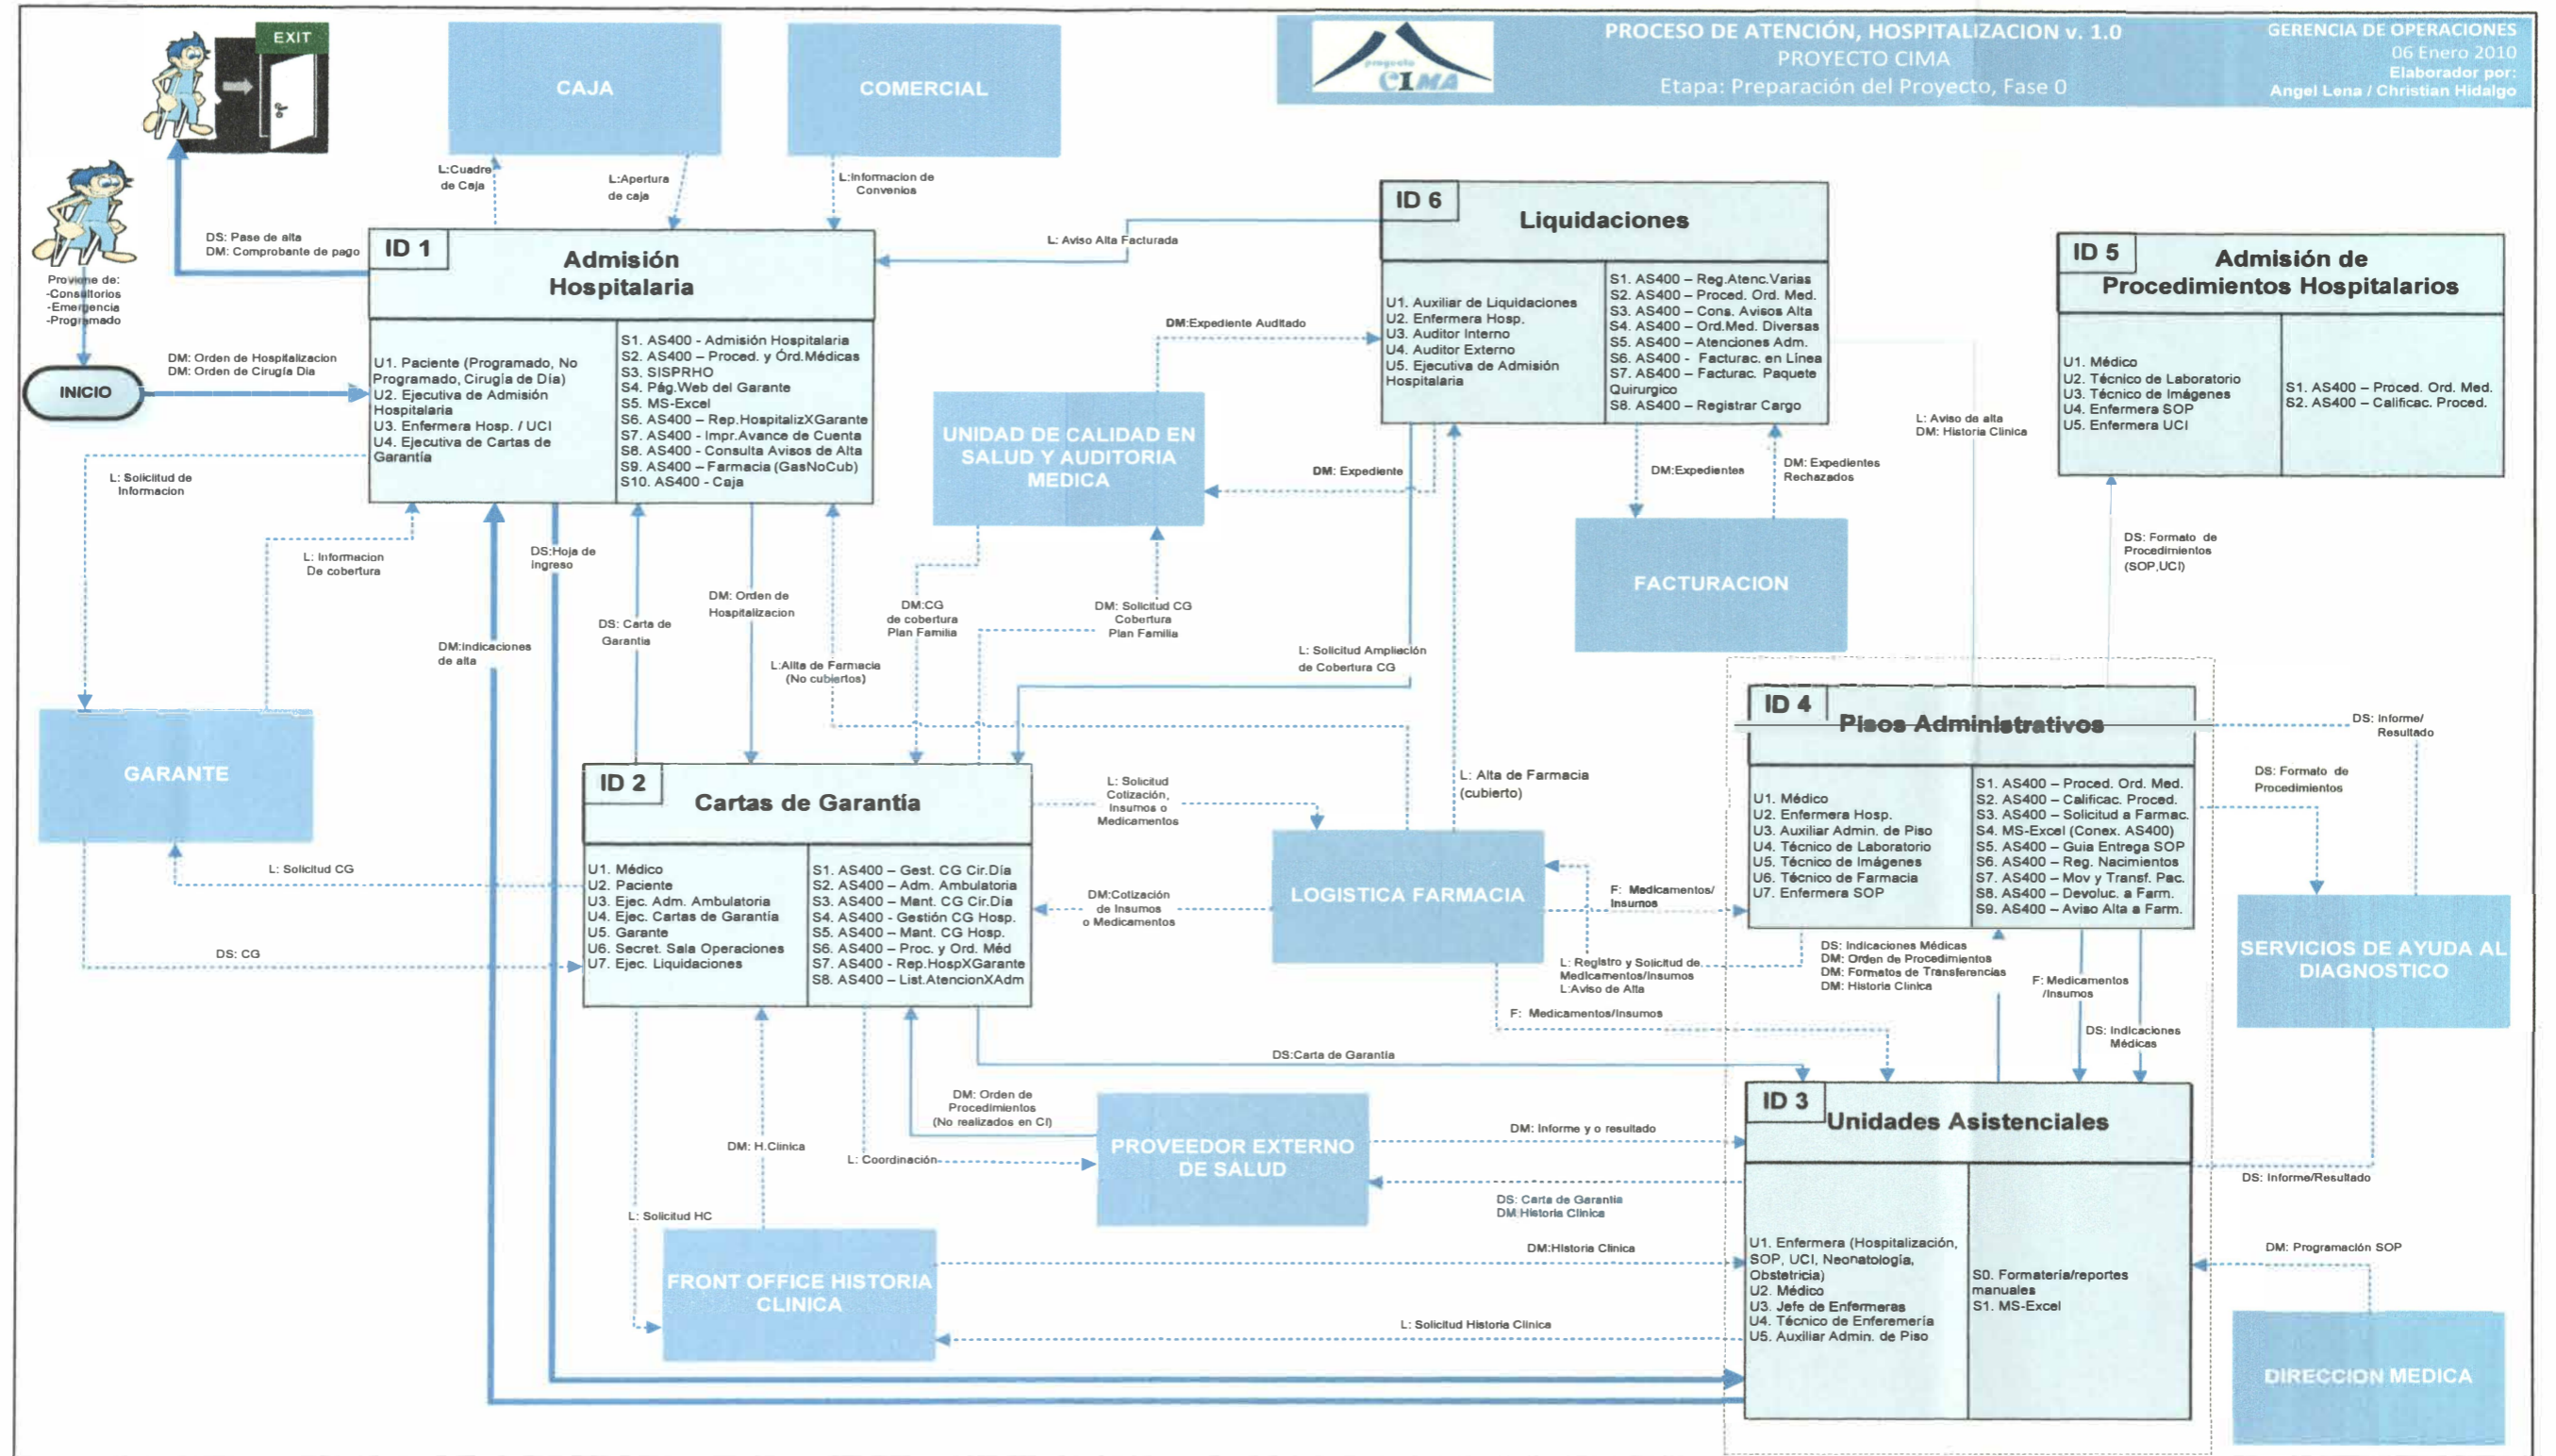 EXIT
CAJA
COMERCIAL
proyecto
CIMA
PROCESO DE ATENCIÓN, HOSPITALIZACION v. 1.0
PROYECTO CIMA
Etapa: Preparación del Proyecto, Fase 0
GERENCIA DE OPERACIONES
06 Enero 2010
Elaborador por:
Angel Lena / Christian Hidalgo
L:Cuadre
de Caja
L:Apertura
de caja
L:Informacion de
Convenios
DS: Pase de alta
DM: Comprobante de pago
Proviene de:
-Consultorios
-Emergencia
-Programado
INICIO
DM: Orden de Hospitalizacion
DM: Orden de Cirugía Dia
ID 1
Admisión
Hospitalaria
U1. Paciente (Programado, No
Programado, Cirugía de Día)
U2. Ejecutiva de Admisión
Hospitalaria
U3. Enfermera Hosp. / UCI
U4. Ejecutiva de Cartas de
Garantía
S1. AS400 - Admisión Hospitalaria
S2. AS400 – Proced. y Órd.Médicas
S3. SISPRHO
S4. Pág.Web del Garante
S5. MS-Excel
S6. AS400 – Rep.HospitalizXGarante
S7. AS400 - Impr.Avance de Cuenta
S8. AS400 - Consulta Avisos de Alta
S9. AS400 – Farmacia (GasNoCub)
S10. AS400 - Caja
L: Aviso Alta Facturada
ID 6
Liquidaciones
U1. Auxiliar de Liquidaciones
U2. Enfermera Hosp.
U3. Auditor Interno
U4. Auditor Externo
U5. Ejecutiva de Admisión
Hospitalaria
S1. AS400 – Reg.Atenc.Varias
S2. AS400 – Proced. Ord. Med.
S3. AS400 – Cons. Avisos Alta
S4. AS400 – Ord.Med. Diversas
S5. AS400 – Atenciones Adm.
S6. AS400 - Facturac. en Línea
S7. AS400 – Facturac. Paquete
Quirurgico
S8. AS400 – Registrar Cargo
ID 5
Admisión de
Procedimientos Hospitalarios
U1. Médico
U2. Técnico de Laboratorio
U3. Técnico de Imágenes
U4. Enfermera SOP
U5. Enfermera UCI
S1. AS400 – Proced. Ord. Med.
S2. AS400 – Calificac. Proced.
DM:Expediente Auditado
UNIDAD DE CALIDAD EN
SALUD Y AUDITORIA
MEDICA
DM: Expediente
DM:Expedientes
DM: Expedientes
Rechazados
L: Aviso de alta
DM: Historia Clinica
FACTURACION
DS: Formato de
Procedimientos
(SOP,UCI)
L: Solicitud de
Informacion
L: Informacion
De cobertura
DS:Hoja de
ingreso
DM:Indicaciones
de alta
DS: Carta de
Garantia
DM: Orden de
Hospitalizacion
L:Allta de Farmacia
(No cubiertos)
DM:CG
de cobertura
Plan Familia
DM: Solicitud CG
Cobertura
Plan Familia
L: Solicitud Ampliación
de Cobertura CG
GARANTE
L: Solicitud CG
DS: CG
ID 2
Cartas de Garantía
U1. Médico
U2. Paciente
U3. Ejec. Adm. Ambulatoria
U4. Ejec. Cartas de Garantía
U5. Garante
U6. Secret. Sala Operaciones
U7. Ejec. Liquidaciones
S1. AS400 – Gest. CG Cir.Día
S2. AS400 – Adm. Ambulatoria
S3. AS400 – Mant. CG Cir.Día
S4. AS400 - Gestión CG Hosp.
S5. AS400 – Mant. CG Hosp.
S6. AS400 – Proc. y Ord. Méd
S7. AS400 - Rep.HospXGarante
S8. AS400 – List.AtencionXAdm
L: Solicitud
Cotización,
Insumos o
Medicamentos
DM:Cotización
de Insumos
o Medicamentos
LOGISTICA FARMACIA
L: Alta de Farmacia
(cubierto)
F: Medicamentos/
Insumos
L: Registro y Solicitud de
Medicamentos/Insumos
L:Aviso de Alta
F: Medicamentos/Insumos
ID 4
Pisos Administrativos
U1. Médico
U2. Enfermera Hosp.
U3. Auxiliar Admin. de Piso
U4. Técnico de Laboratorio
U5. Técnico de Imágenes
U6. Técnico de Farmacia
U7. Enfermera SOP
S1. AS400 – Proced. Ord. Med.
S2. AS400 – Calificac. Proced.
S3. AS400 – Solicitud a Farmac.
S4. MS-Excel (Conex. AS400)
S5. AS400 – Guia Entrega SOP
S6. AS400 – Reg. Nacimientos
S7. AS400 – Mov y Transf. Pac.
S8. AS400 – Devoluc. a Farm.
S9. AS400 – Aviso Alta a Farm.
DS: Informe/
Resultado
DS: Formato de
Procedimientos
SERVICIOS DE AYUDA AL
DIAGNOSTICO
DS: Indicaciones Médicas
DM: Orden de Procedimientos
DM: Formatos de Transferencias
DM: Historia Clinica
F: Medicamentos
/Insumos
DS: Indicaciones
Médicas
DS:Carta de Garantía
DM: Orden de
Procedimientos
(No realizados en CI)
DM: H.Clinica
L: Coordinación
L: Solicitud HC
PROVEEDOR EXTERNO
DE SALUD
DM: Informe y o resultado
DS: Carta de Garantia
DM:Historia Clinica
FRONT OFFICE HISTORIA
CLINICA
DM:Historia Clinica
L: Solicitud Historia Clinica
ID 3
Unidades Asistenciales
U1. Enfermera (Hospitalización,
SOP, UCI, Neonatología,
Obstetricia)
U2. Médico
U3. Jefe de Enfermeras
U4. Técnico de Enferemería
U5. Auxiliar Admin. de Piso
S0. Formatería/reportes
manuales
S1. MS-Excel
DS: Informe/Resultado
DM: Programación SOP
DIRECCION MEDICA